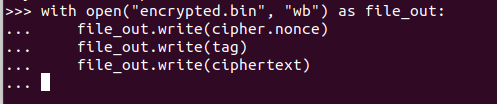 >>> with open("encrypted.bin", "wb") as file_out:
...     file_out.write(cipher.nonce)
...     file_out.write(tag)
...     file_out.write(ciphertext)
...